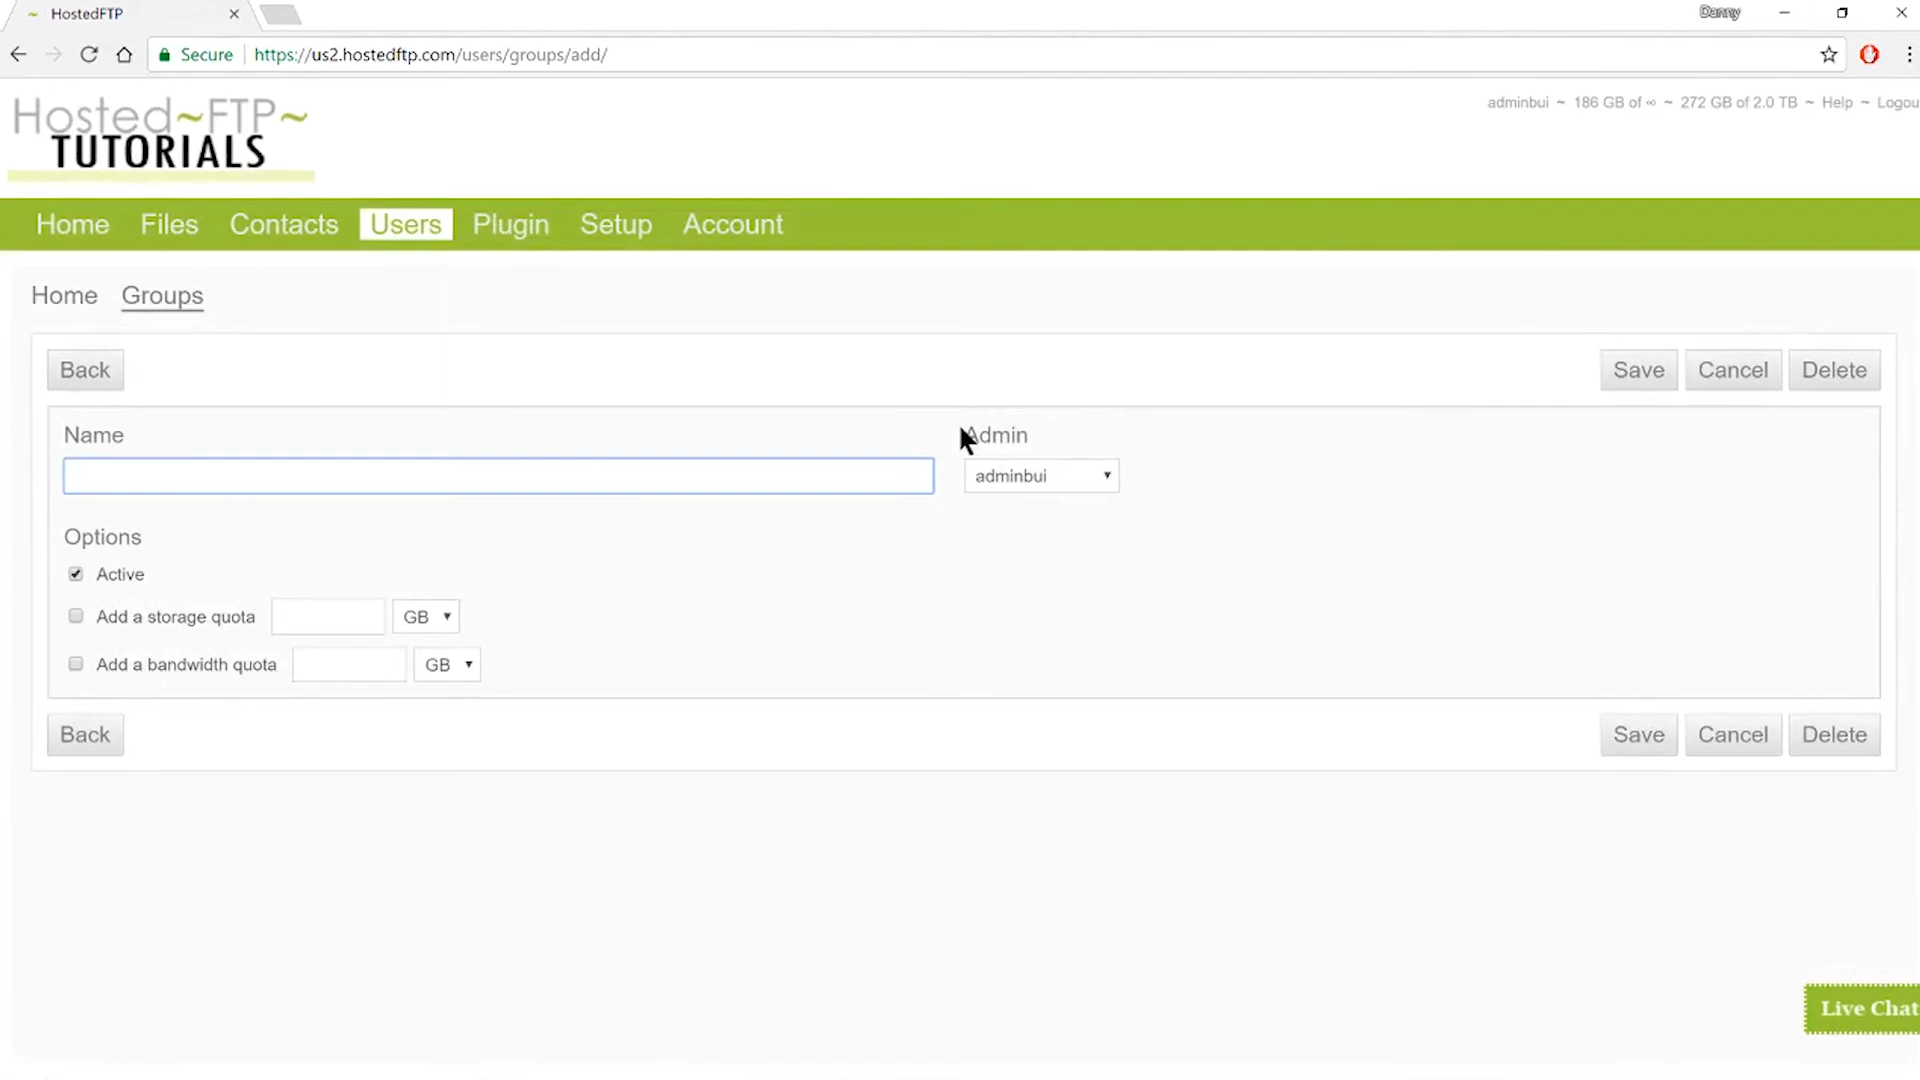 HostedFTP
Danny
Secure https://us2.hostedftp.com/users/groups/add/
Hosted~FTP~
TUTORIALS
adminbui ~ 186 GB of ∞ ~ 272 GB of 2.0 TB ~ Help ~ Logou
Home Files Contacts Users Plugin Setup Account
Home Groups
Back Save Cancel Delete
Name Admin
adminbui
Options
Active
Add a storage quota GB
Add a bandwidth quota GB
Back Save Cancel Delete
Live Chat